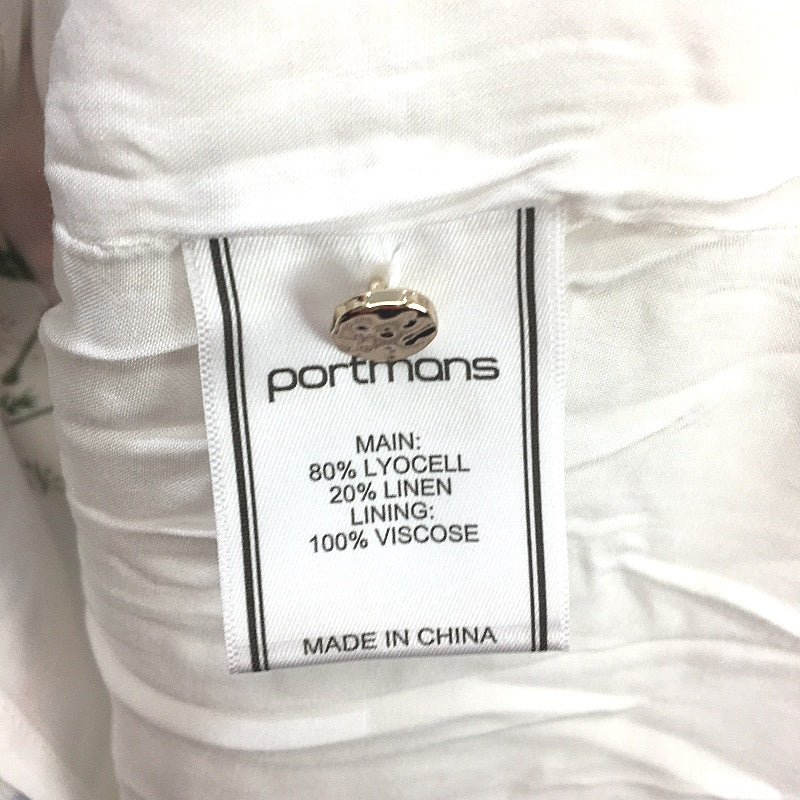 portmans
MAIN:
80% LYOCELL
20% LINEN
LINING:
100% VISCOSE
MADE IN CHINA